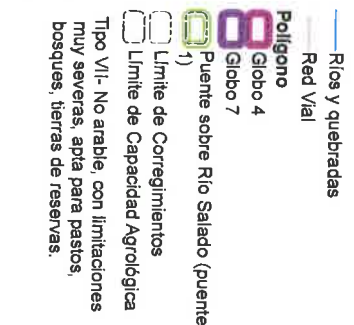 Ríos y quebradas
Red Vial
Polígono
Globo 4
Globo 7
Puente sobre Río Salado (puente
1)
Límite de Corregimientos
Límite de Capacidad Agrológica
Tipo VII- No arable, con limitaciones
muy severas, apta para pastos,
bosques, tierras de reservas.